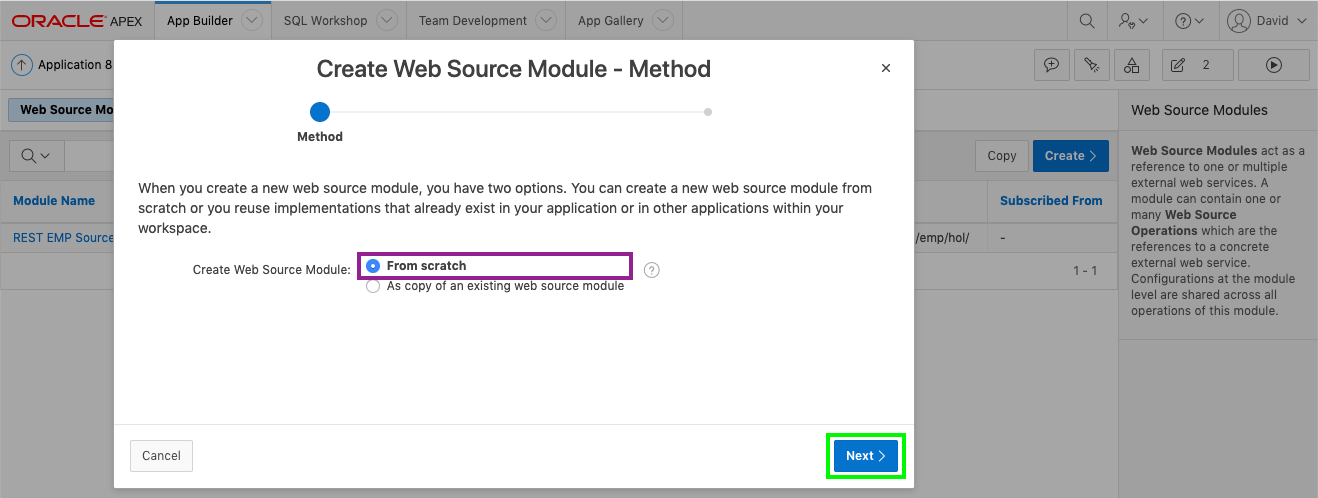 ORACLE APEX
App Builder
SQL Workshop
Team Development
App Gallery
David
Application 8
2
Web Source Mo
Create Web Source Module - Method
×
Method
Copy
Create
Module Name
Subscribed From
REST EMP Source
/emp/hol/
-
1 - 1
When you create a new web source module, you have two options. You can create a new web source module from
scratch or you reuse implementations that already exist in your application or in other applications within your
workspace.
Create Web Source Module:
From scratch
?
As copy of an existing web source module
Cancel
Next
Web Source Modules
Web Source Modules act as a
reference to one or multiple
external web services. A
module can contain one or
many Web Source
Operations which are the
references to a concrete
external web service.
Configurations at the module
level are shared across all
operations of this module.